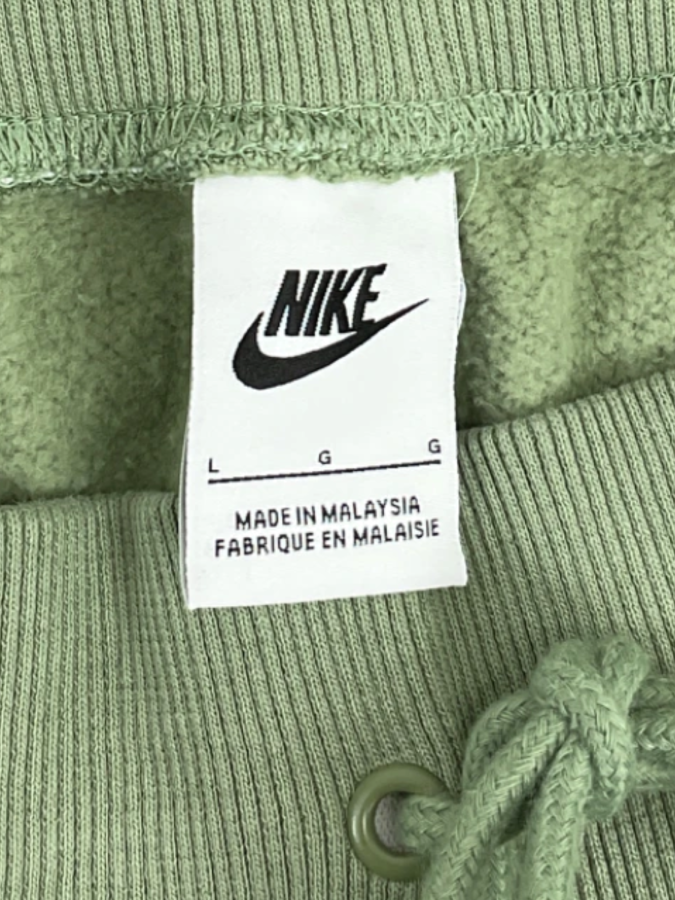 NIKE
L G G
MADE IN MALAYSIA
FABRIQUE EN MALAISIE